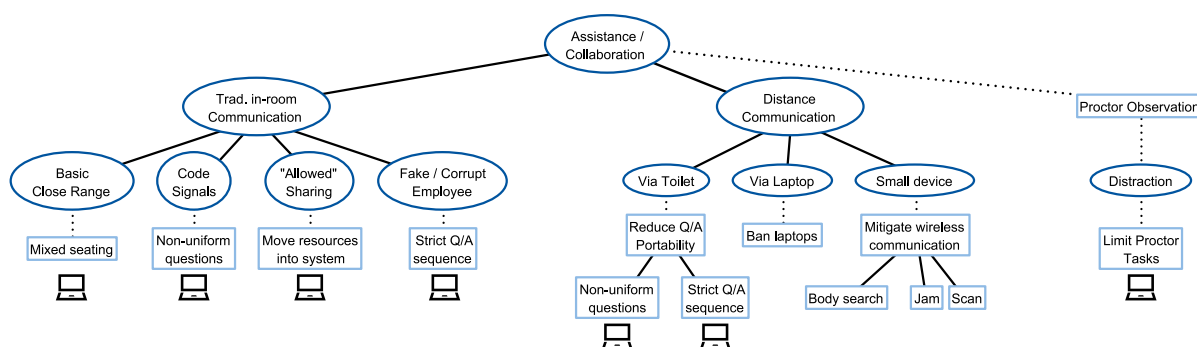 Assistance /
Collaboration
Trad. in-room
Communication
Distance
Communication
Proctor Observation
Basic
Close Range
Code
Signals
"Allowed"
Sharing
Fake / Corrupt
Employee
Via Toilet
Via Laptop
Small device
Distraction
Mixed seating
Non-uniform
questions
Move resources
into system
Strict Q/A
sequence
Reduce Q/A
Portability
Ban laptops
Mitigate wireless
communication
Limit Proctor
Tasks
Non-uniform
questions
Strict Q/A
sequence
Body search
Jam
Scan